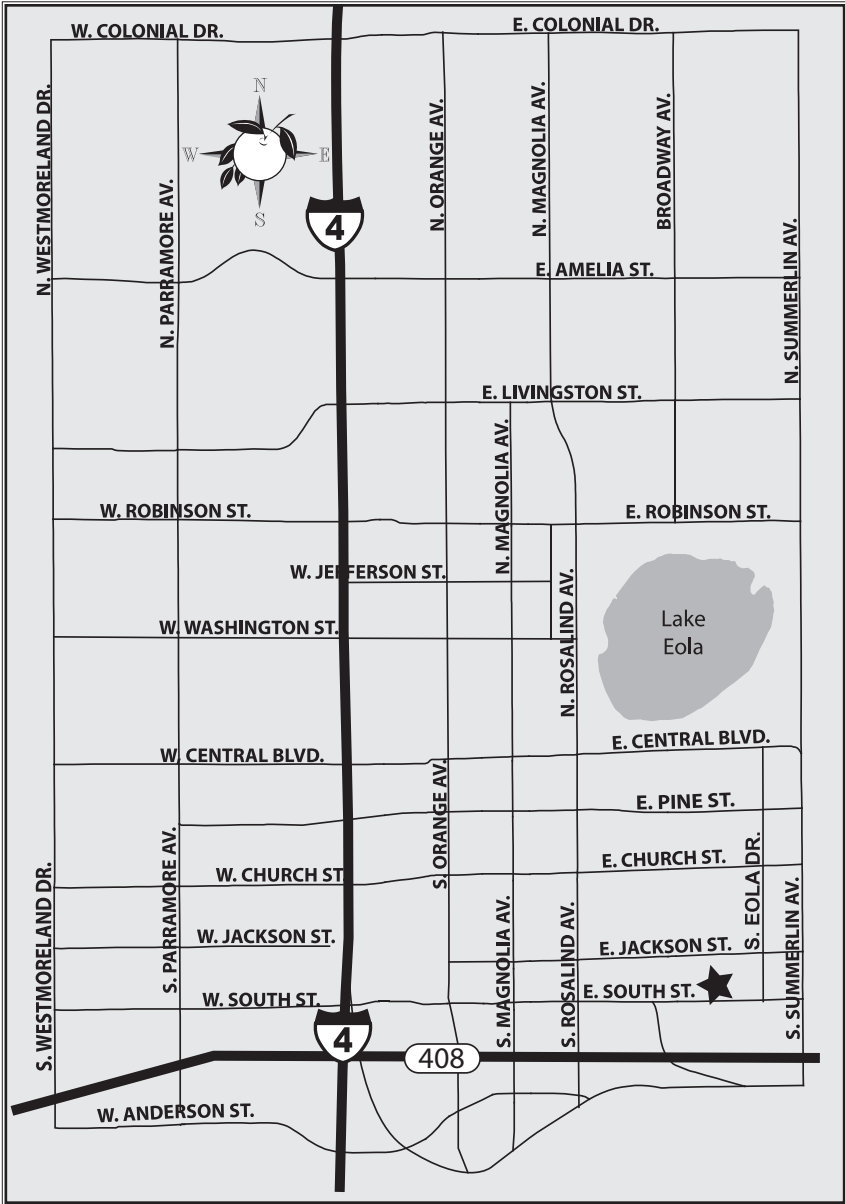 W. COLONIAL DR.
E. COLONIAL DR.
N. WESTMORELAND DR.
N. PARRAMORE AV.
N
W
E
S
4
N. ORANGE AV.
N. MAGNOLIA AV.
BROADWAY AV.
N. SUMMERLIN AV.
E. AMELIA ST.
E. LIVINGSTON ST.
N. MAGNOLIA AV.
W. ROBINSON ST.
E. ROBINSON ST.
W. JEFFERSON ST.
N. ROSALIND AV.
Lake
Eola
W. WASHINGTON ST.
W. CENTRAL BLVD.
E. CENTRAL BLVD.
S. ORANGE AV.
E. PINE ST.
S. WESTMORELAND DR.
S. PARRAMORE AV.
W. CHURCH ST.
E. CHURCH ST.
S. EOLA DR.
S. SUMMERLIN AV.
W. JACKSON ST.
S. MAGNOLIA AV.
S. ROSALIND AV.
E. JACKSON ST.
W. SOUTH ST.
E. SOUTH ST.
4
408
W. ANDERSON ST.